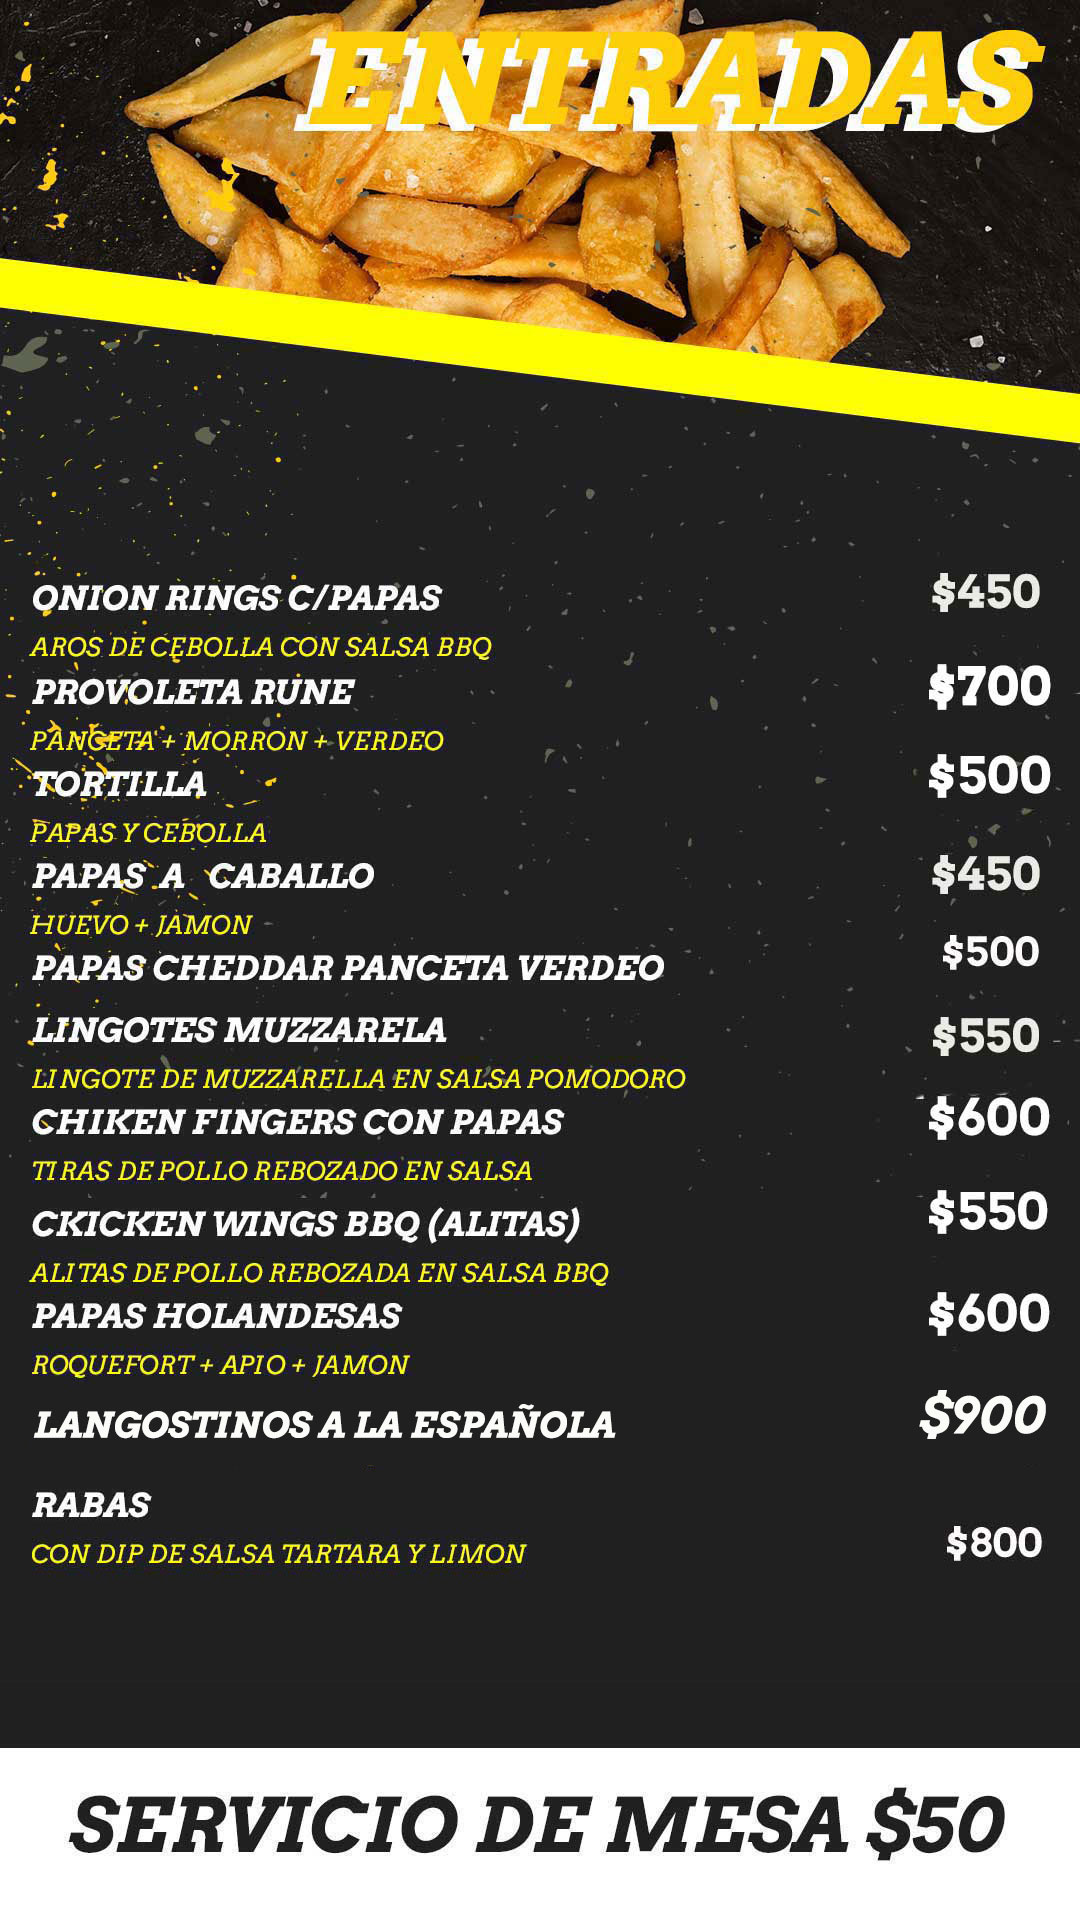 ENTRADAS
ONION RINGS C/PAPAS $450
AROS DE CEBOLLA CON SALSA BBQ
PROVOLETA RUNE $700
PANCETA + MORRON + VERDEO
TORTILLA $500
PAPAS Y CEBOLLA
PAPAS A CABALLO $450
HUEVO + JAMON
PAPAS CHEDDAR PANCETA VERDEO $500
LINGOTES MUZZARELA $550
LINGOTE DE MUZZARELLA EN SALSA POMODORO
CHIKEN FINGERS CON PAPAS $600
TIRAS DE POLLO REBOZADO EN SALSA
CKICKEN WINGS BBQ (ALITAS) $550
ALITAS DE POLLO REBOZADA EN SALSA BBQ
PAPAS HOLANDESAS $600
ROQUEFORT + APIO + JAMON
LANGOSTINOS A LA ESPAÑOLA $900
RABAS
CON DIP DE SALSA TARTARA Y LIMON $800
SERVICIO DE MESA $50